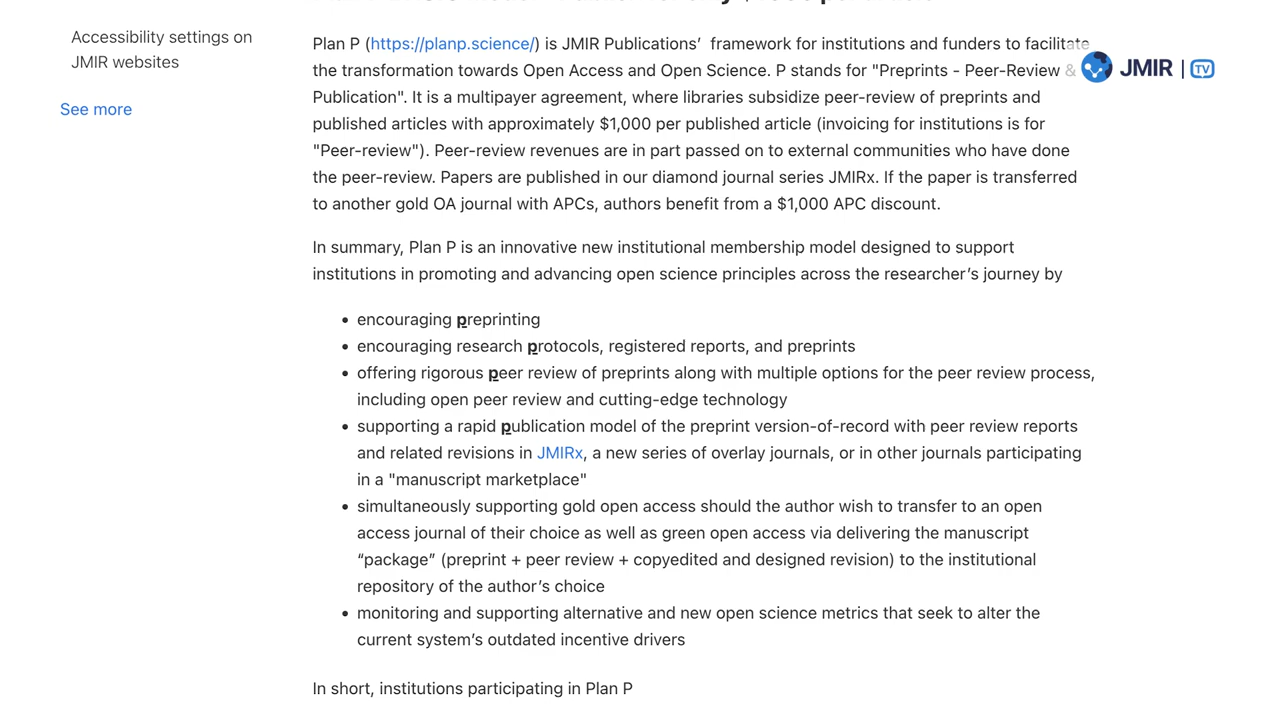 Accessibility settings on
JMIR websites
See more
Plan P (https://planp.science/) is JMIR Publications’  framework for institutions and funders to facilitate
the transformation towards Open Access and Open Science. P stands for "Preprints - Peer-Review &
Publication". It is a multipayer agreement, where libraries subsidize peer-review of preprints and
published articles with approximately $1,000 per published article (invoicing for institutions is for
"Peer-review"). Peer-review revenues are in part passed on to external communities who have done
the peer-review. Papers are published in our diamond journal series JMIRx. If the paper is transferred
to another gold OA journal with APCs, authors benefit from a $1,000 APC discount.
JMIR | TV
In summary, Plan P is an innovative new institutional membership model designed to support
institutions in promoting and advancing open science principles across the researcher’s journey by
• encouraging preprinting
• encouraging research protocols, registered reports, and preprints
• offering rigorous peer review of preprints along with multiple options for the peer review process,
including open peer review and cutting-edge technology
• supporting a rapid publication model of the preprint version-of-record with peer review reports
and related revisions in JMIRx, a new series of overlay journals, or in other journals participating
in a "manuscript marketplace"
• simultaneously supporting gold open access should the author wish to transfer to an open
access journal of their choice as well as green open access via delivering the manuscript
“package” (preprint + peer review + copyedited and designed revision) to the institutional
repository of the author’s choice
• monitoring and supporting alternative and new open science metrics that seek to alter the
current system’s outdated incentive drivers
In short, institutions participating in Plan P